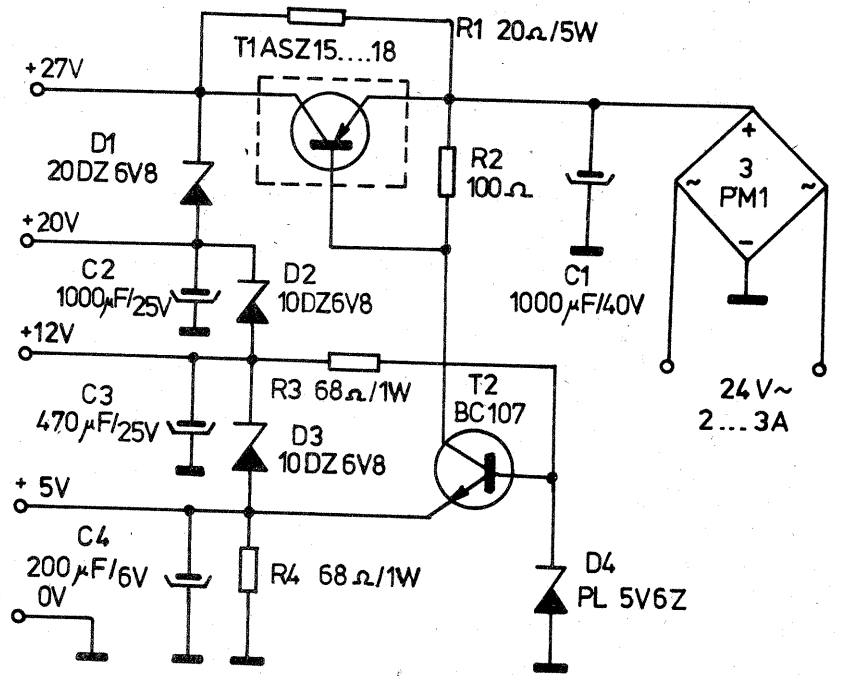 R1 20Ω/5W
T1 ASZ15....18
+27V
D1
20DZ6V8
R2
100Ω
+
3
PM1
~
~
−
+20V
C2
1000µF/25V
D2
10DZ6V8
C1
1000µF/40V
+12V
R3 68Ω/1W
T2
BC107
24V~
2...3A
C3
470µF/25V
D3
10DZ6V8
+ 5V
C4
200µF/6V
R4 68Ω/1W
D4
PL 5V6Z
0V